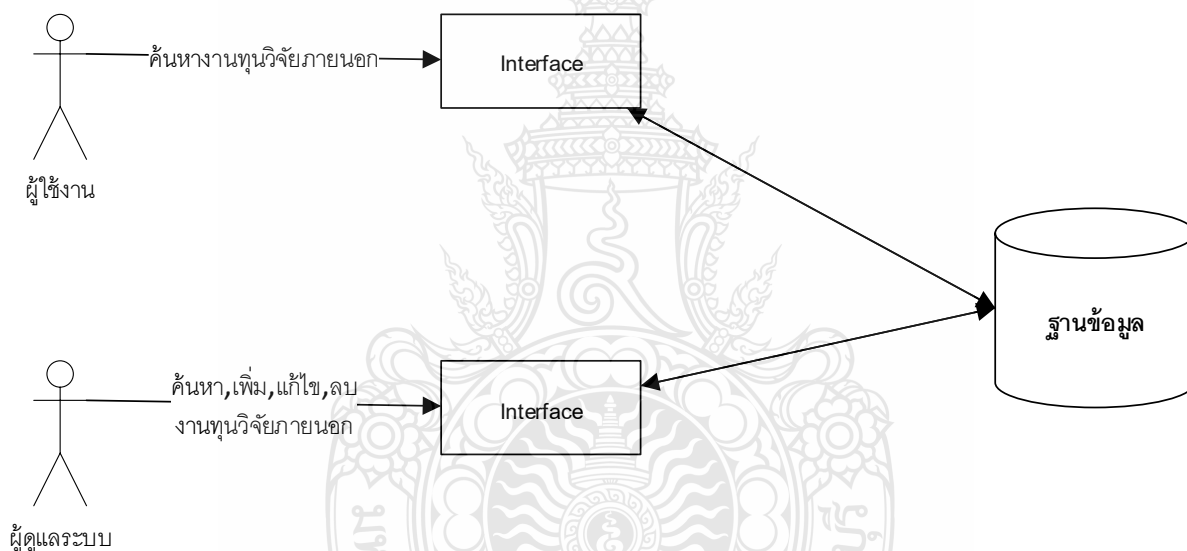 ค้นหางานทุนวิจัยภายนอก
Interface
ผู้ใช้งาน
ฐานข้อมูล
ค้นหา,เพิ่ม,แก้ไข,ลบ
งานทุนวิจัยภายนอก
Interface
ผู้ดูแลระบบ